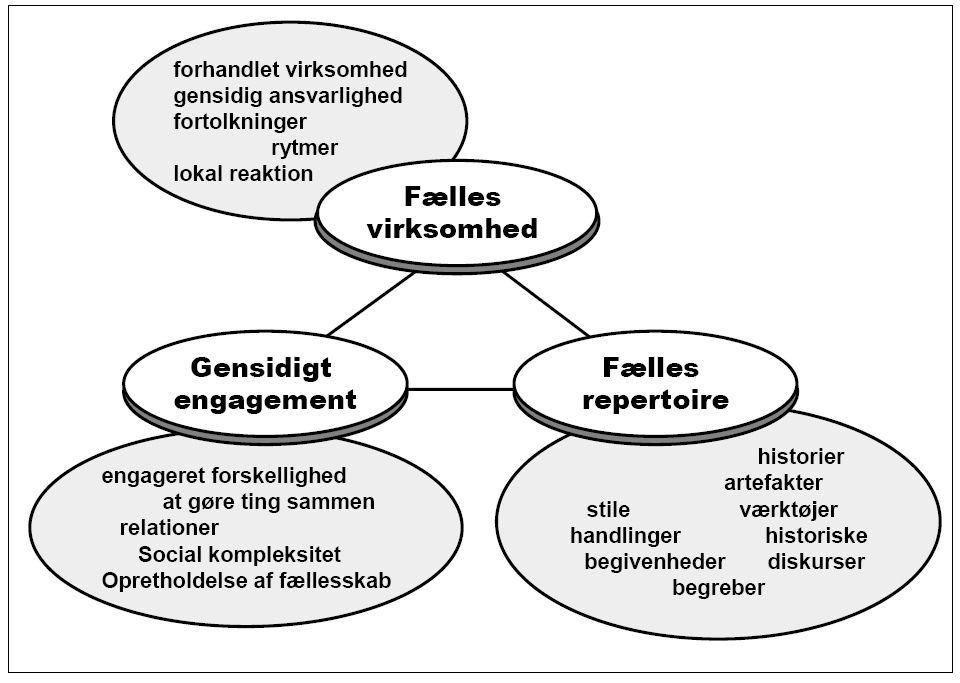 forhandlet virksomhed
gensidig ansvarlighed
fortolkninger
rytmer
lokal reaktion
Fælles
virksomhed
Gensidigt
engagement
engageret forskellighed
at gøre ting sammen
relationer
Social kompleksitet
Opretholdelse af fællesskab
Fælles
repertoire
historier
artefakter
stile værktøjer
handlinger historiske
begivenheder diskurser
begreber